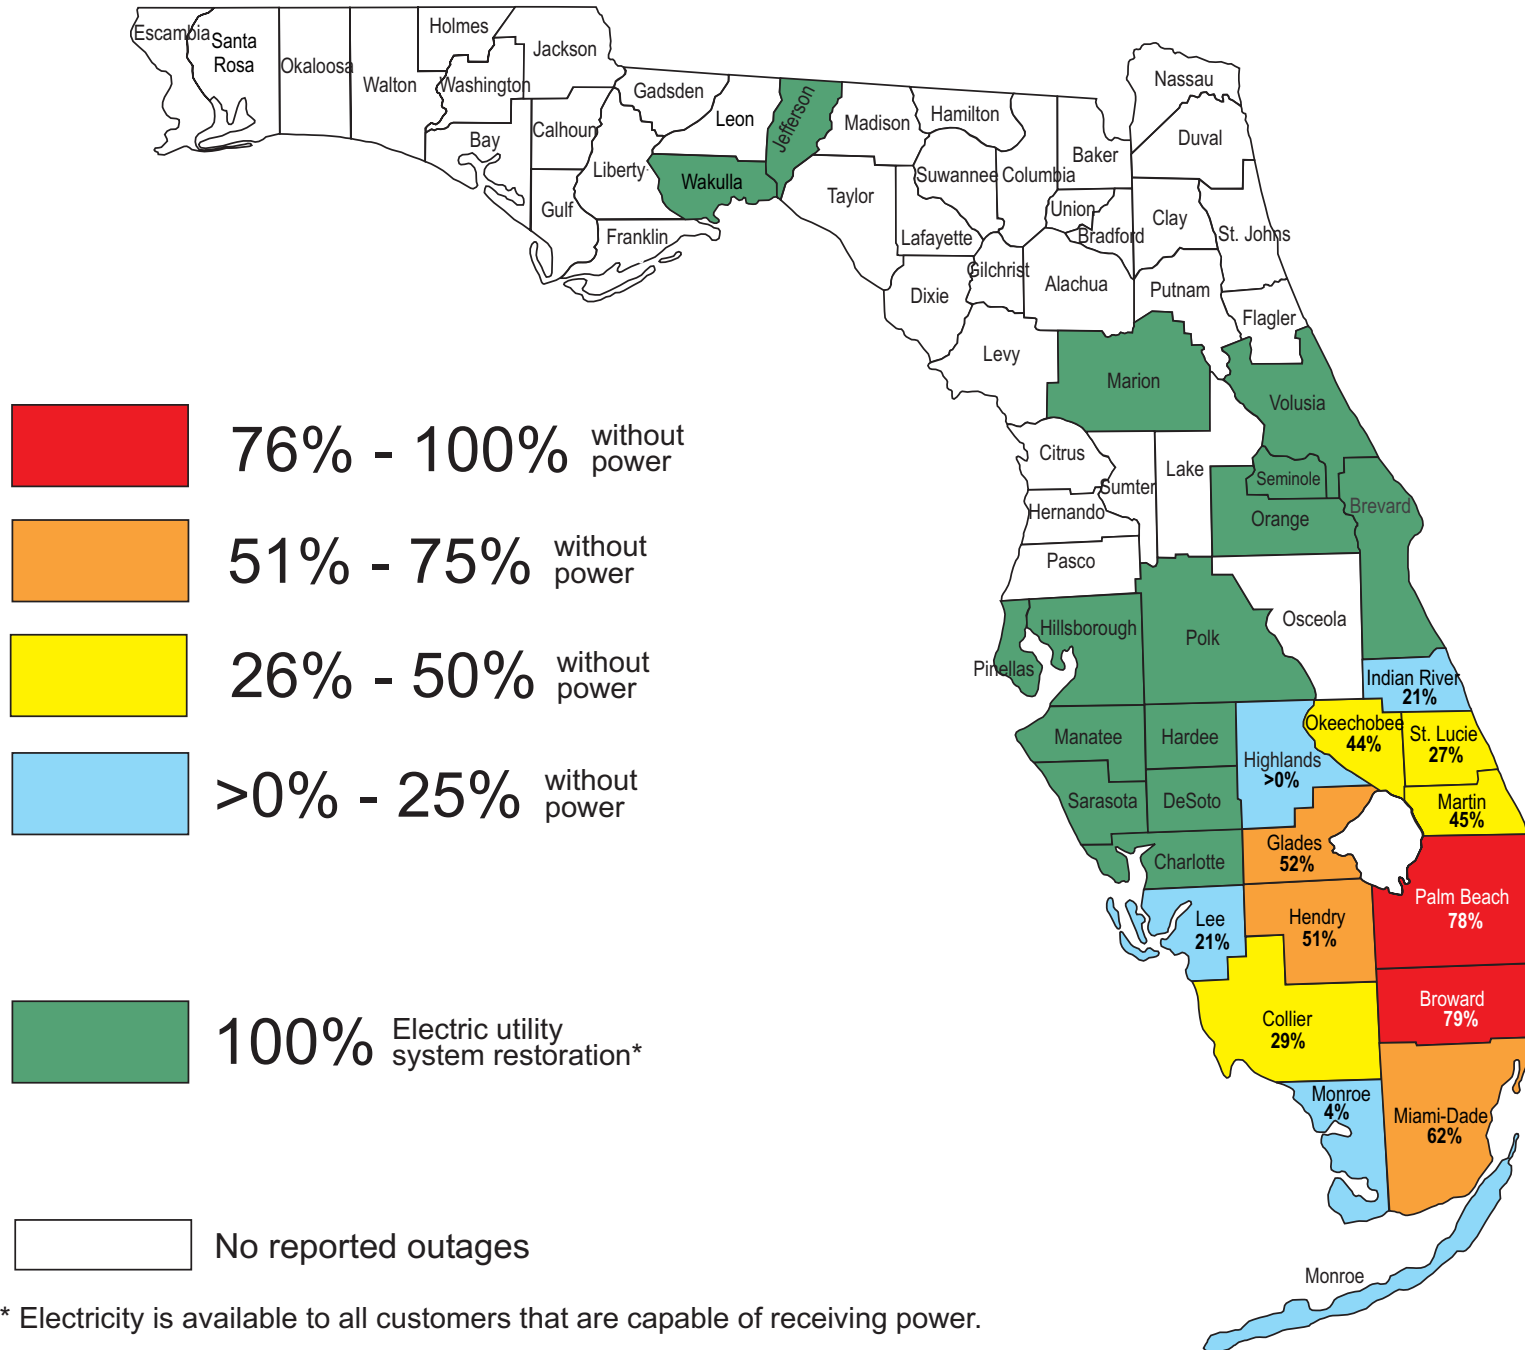 Escambia
Santa
Rosa
Okaloosa
Walton
Holmes
Washington
Jackson
Bay
Calhoun
Gulf
Gadsden
Liberty
Franklin
Leon
Wakulla
Jefferson
Madison
Taylor
Hamilton
Suwannee
Lafayette
Dixie
Columbia
Gilchrist
Levy
Baker
Union
Bradford
Alachua
Nassau
Duval
Clay
St. Johns
Putnam
Flagler
Marion
Volusia
Citrus
Sumter
Lake
Hernando
Pasco
Seminole
Orange
Brevard
Osceola
Pinellas
Hillsborough
Polk
Indian River
21%
Manatee
Hardee
Highlands
>0%
Okeechobee
44%
St. Lucie
27%
Sarasota
DeSoto
Martin
45%
Charlotte
Glades
52%
Lee
21%
Hendry
51%
Palm Beach
78%
Collier
29%
Broward
79%
Monroe
4%
Miami-Dade
62%
Monroe
76% - 100% without
power
51% - 75% without
power
26% - 50% without
power
>0% - 25% without
power
100% Electric utility
system restoration*
No reported outages
* Electricity is available to all customers that are capable of receiving power.